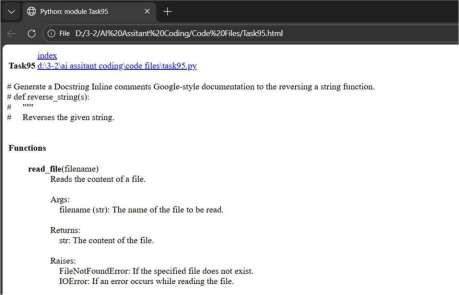 Python: module Task95
File D:/3-2/AI%20Assitant%20Coding/Code%20Files/Task95.html
index
Task95 d:\3-2\ai assitant coding\code files\task95.py
# Generate a Docstring Inline comments Google-style documentation to the reversing a string function.
# def reverse_string(s):
#     """
#     Reverses the given string.
Functions
read_file(filename)
Reads the content of a file.
Args:
filename (str): The name of the file to be read.
Returns:
str: The content of the file.
Raises:
FileNotFoundError: If the specified file does not exist.
IOError: If an error occurs while reading the file.